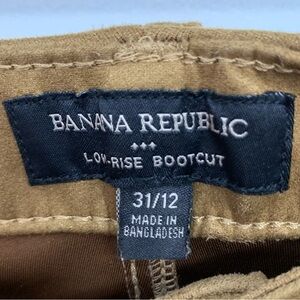 BANANA REPUBLIC
LOW-RISE BOOTCUT
31/12
MADE IN
BANGLADESH